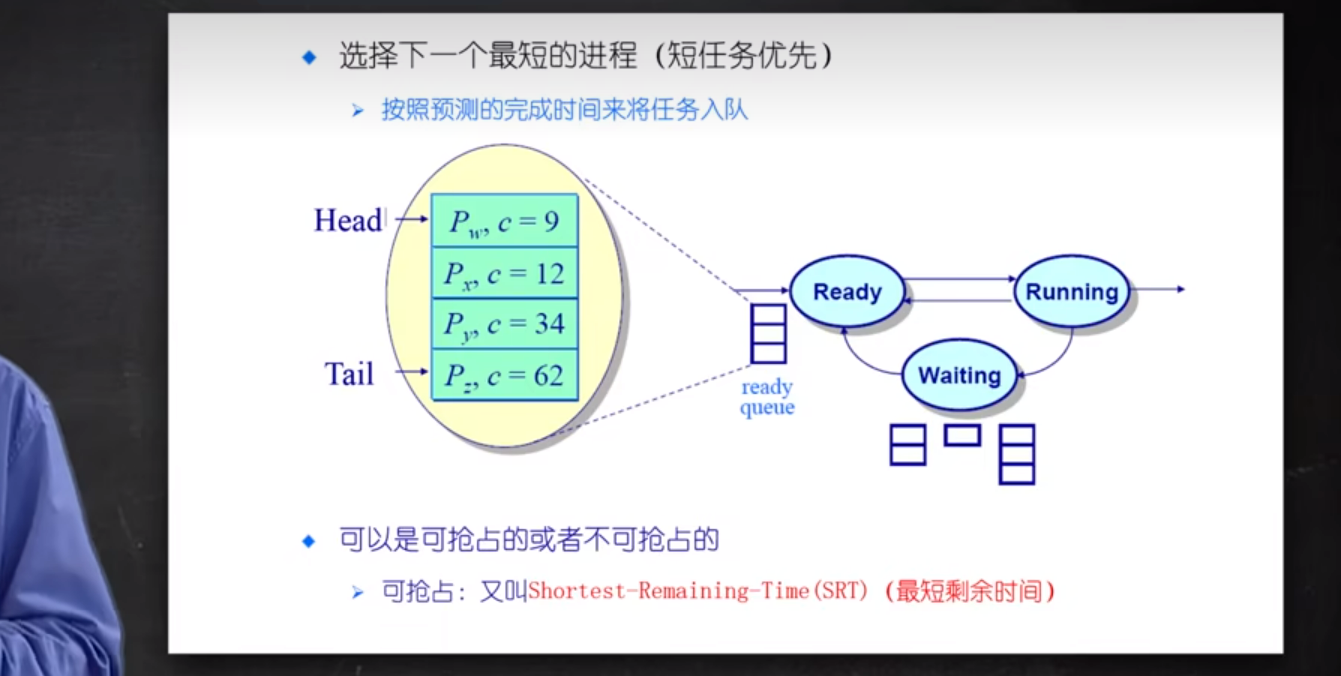 ◆ 选择下一个最短的进程（短任务优先）
➢ 按照预测的完成时间来将任务入队
Head
P_w, c = 9
P_x, c = 12
P_y, c = 34
Tail
P_z, c = 62
Ready
Running
Waiting
ready
queue
◆ 可以是可抢占的或者不可抢占的
➢ 可抢占：又叫Shortest-Remaining-Time(SRT)（最短剩余时间）